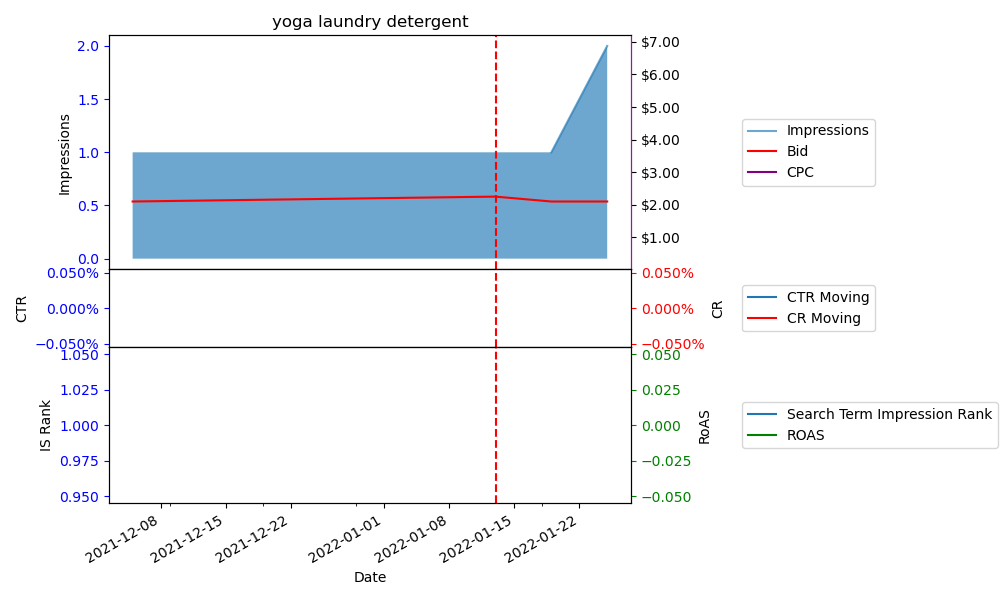 yoga laundry detergent
2.0
1.5
1.0
0.5
0.0
Impressions
$7.00
$6.00
$5.00
$4.00
$3.00
$2.00
$1.00
Impressions
Bid
CPC
0.050%
0.000%
−0.050%
CTR
0.050%
0.000%
−0.050%
CR
CTR Moving
CR Moving
1.050
1.025
1.000
0.975
0.950
IS Rank
0.050
0.025
0.000
−0.025
−0.050
RoAS
Search Term Impression Rank
ROAS
2021-12-08
2021-12-15
2021-12-22
2022-01-01
2022-01-08
2022-01-15
2022-01-22
Date